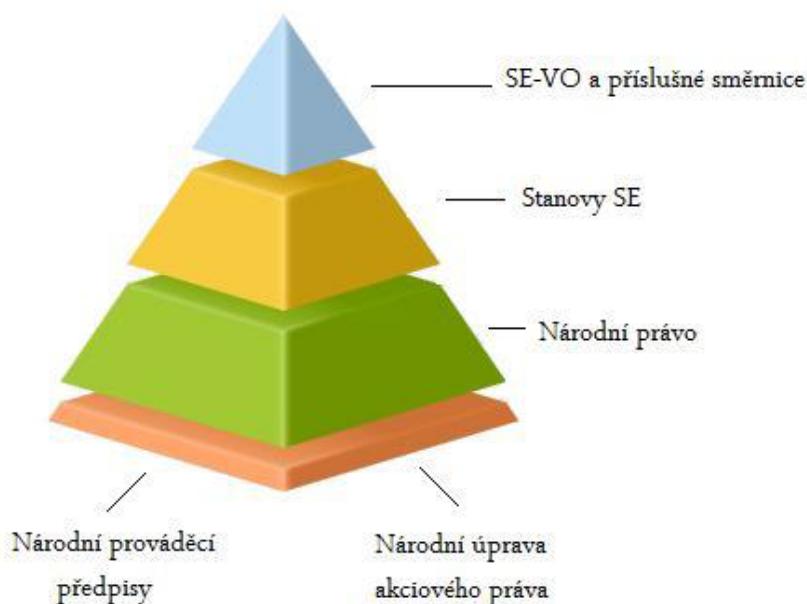 SE-VO a příslušné směrnice
Stanovy SE
Národní právo
Národní prováděcí
předpisy
Národní úprava
akciového práva